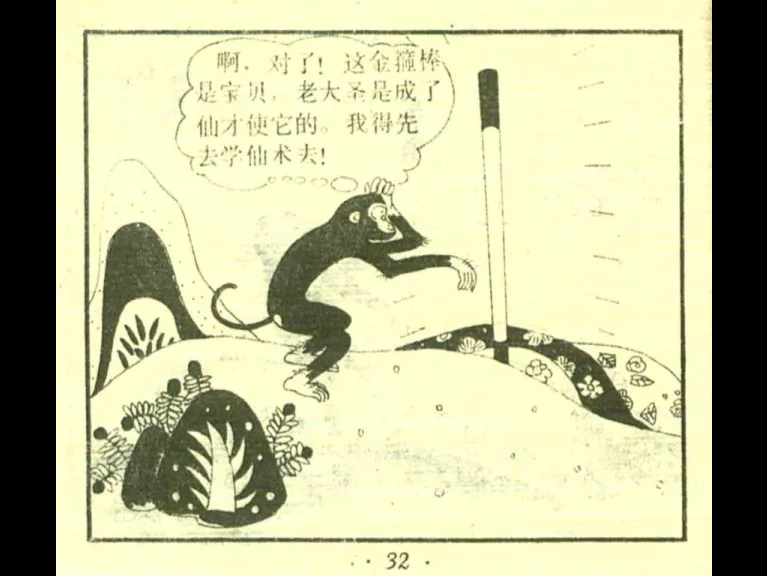 啊，对了！这金箍棒
是宝贝，老大圣是成了
仙才使它的。我得先
去学仙术去！
· 32 ·